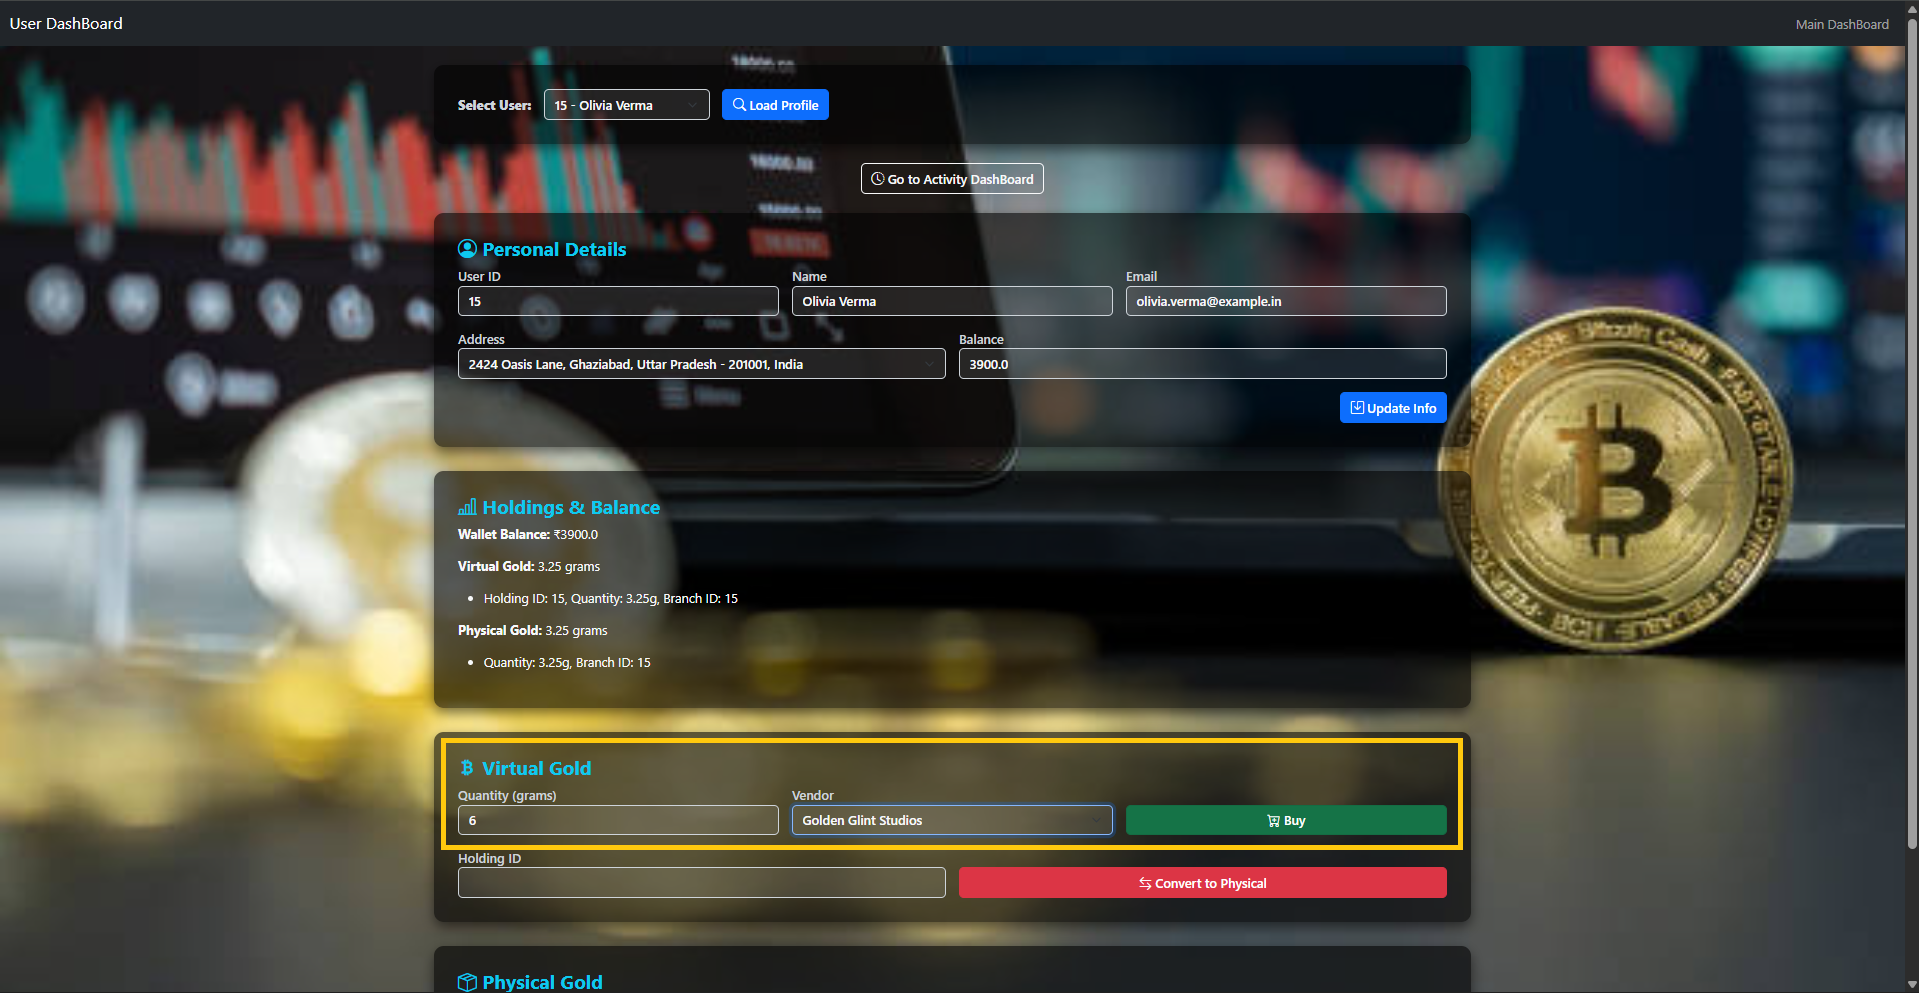 User DashBoard
Main DashBoard
Select User:
15 - Olivia Verma
Load Profile
Go to Activity DashBoard
Personal Details
User ID
Name
Email
15
Olivia Verma
olivia.verma@example.in
Address
Balance
2424 Oasis Lane, Ghaziabad, Uttar Pradesh - 201001, India
3900.0
Update Info
Holdings & Balance
Wallet Balance: ₹3900.0
Virtual Gold: 3.25 grams
Holding ID: 15, Quantity: 3.25g, Branch ID: 15
Physical Gold: 3.25 grams
Quantity: 3.25g, Branch ID: 15
Virtual Gold
Quantity (grams)
Vendor
6
Golden Glint Studios
Buy
Holding ID
Convert to Physical
Physical Gold
Bitcoin Cash